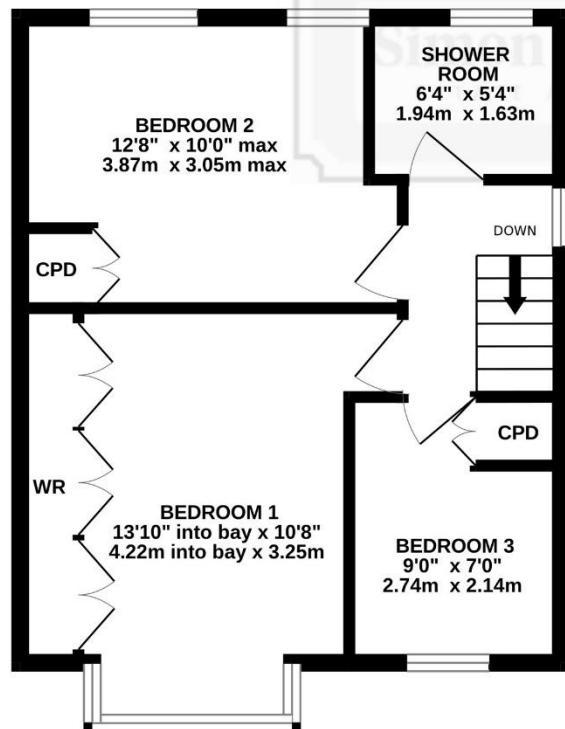 Simon
SHOWER
ROOM
6'4" x 5'4"
1.94m x 1.63m
BEDROOM 2
12'8" x 10'0" max
3.87m x 3.05m max
DOWN
CPD
CPD
WR
BEDROOM 1
13'10" into bay x 10'8"
4.22m into bay x 3.25m
BEDROOM 3
9'0" x 7'0"
2.74m x 2.14m